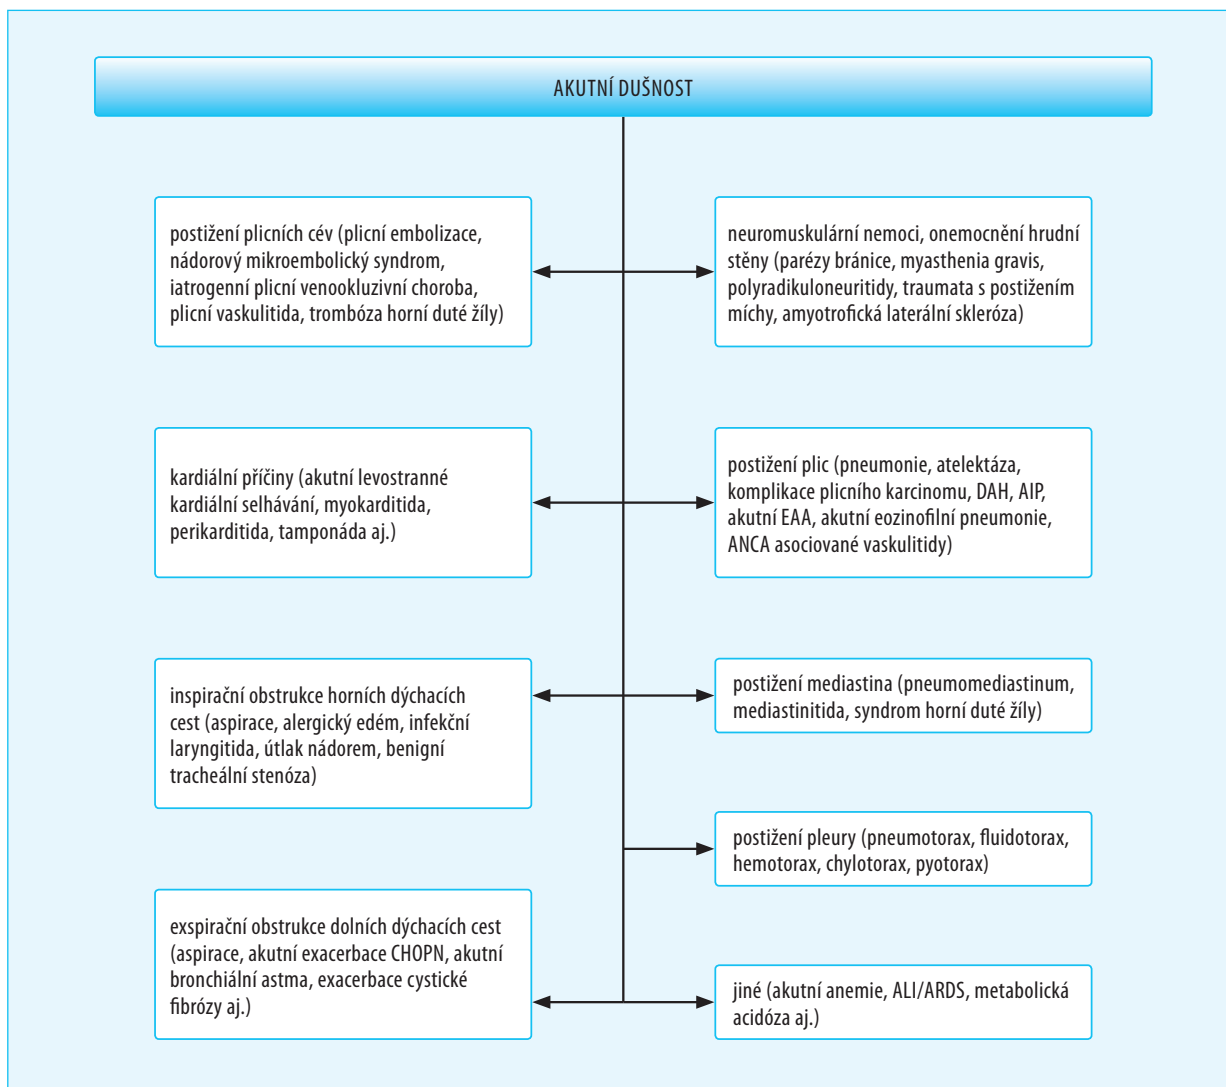 AKUTNÍ DUŠNOST
postižení plicních cév (plicní embolizace,
nádorový mikroembolický syndrom,
iatrogenní plicní venookluzivní choroba,
plicní vaskulitida, trombóza horní duté žíly)
neuromuskulární nemoci, onemocnění hrudní
stěny (parézy bránice, myasthenia gravis,
polyradikuloneuritidy, traumata s postižením
míchy, amyotrofická laterální skleróza)
kardiální příčiny (akutní levostranné
kardiální selhávání, myokarditida,
perikarditida, tamponáda aj.)
postižení plic (pneumonie, atelektáza,
komplikace plicního karcinomu, DAH, AIP,
akutní EAA, akutní eozinofilní pneumonie,
ANCA asociované vaskulitidy)
inspirační obstrukce horních dýchacích
cest (aspirace, alergický edém, infekční
laryngitida, útlak nádorem, benigní
tracheální stenóza)
postižení mediastina (pneumomediastinum,
mediastinitida, syndrom horní duté žíly)
postižení pleury (pneumotorax, fluidotorax,
hemotorax, chylotorax, pyotorax)
exspirační obstrukce dolních dýchacích cest
(aspirace, akutní exacerbace CHOPN, akutní
bronchiální astma, exacerbace cystické
fibrózy aj.)
jiné (akutní anemie, ALI/ARDS, metabolická
acidóza aj.)